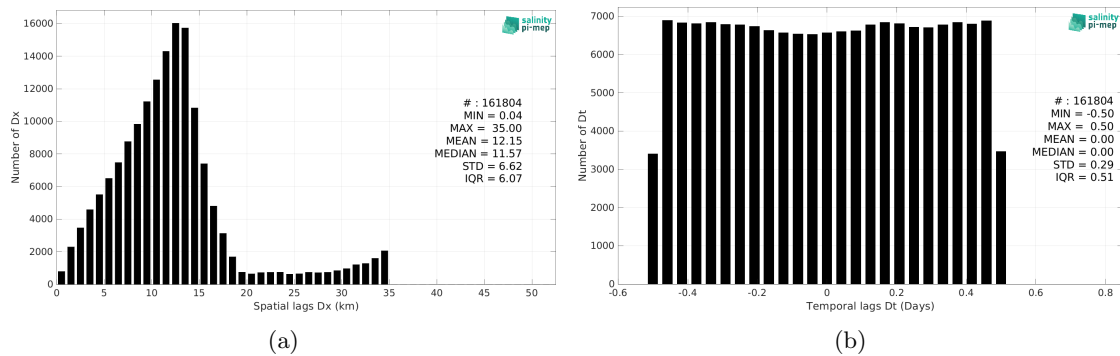 16000
14000
12000
10000
8000
6000
4000
2000
0
Number of Dx
salinity
pi-mep
# : 161804
MIN = 0.04
MAX = 35.00
MEAN = 12.15
MEDIAN = 11.57
STD = 6.62
IQR = 6.07
0 5 10 15 20 25 30 35 40 45 50
Spatial lags Dx (km)
(a)
7000
6000
5000
4000
3000
2000
1000
0
Number of Dt
salinity
pi-mep
# : 161804
MIN = -0.50
MAX = 0.50
MEAN = 0.00
MEDIAN = 0.00
STD = 0.29
IQR = 0.51
-0.6 -0.4 -0.2 0 0.2 0.4 0.6 0.8
Temporal lags Dt (Days)
(b)